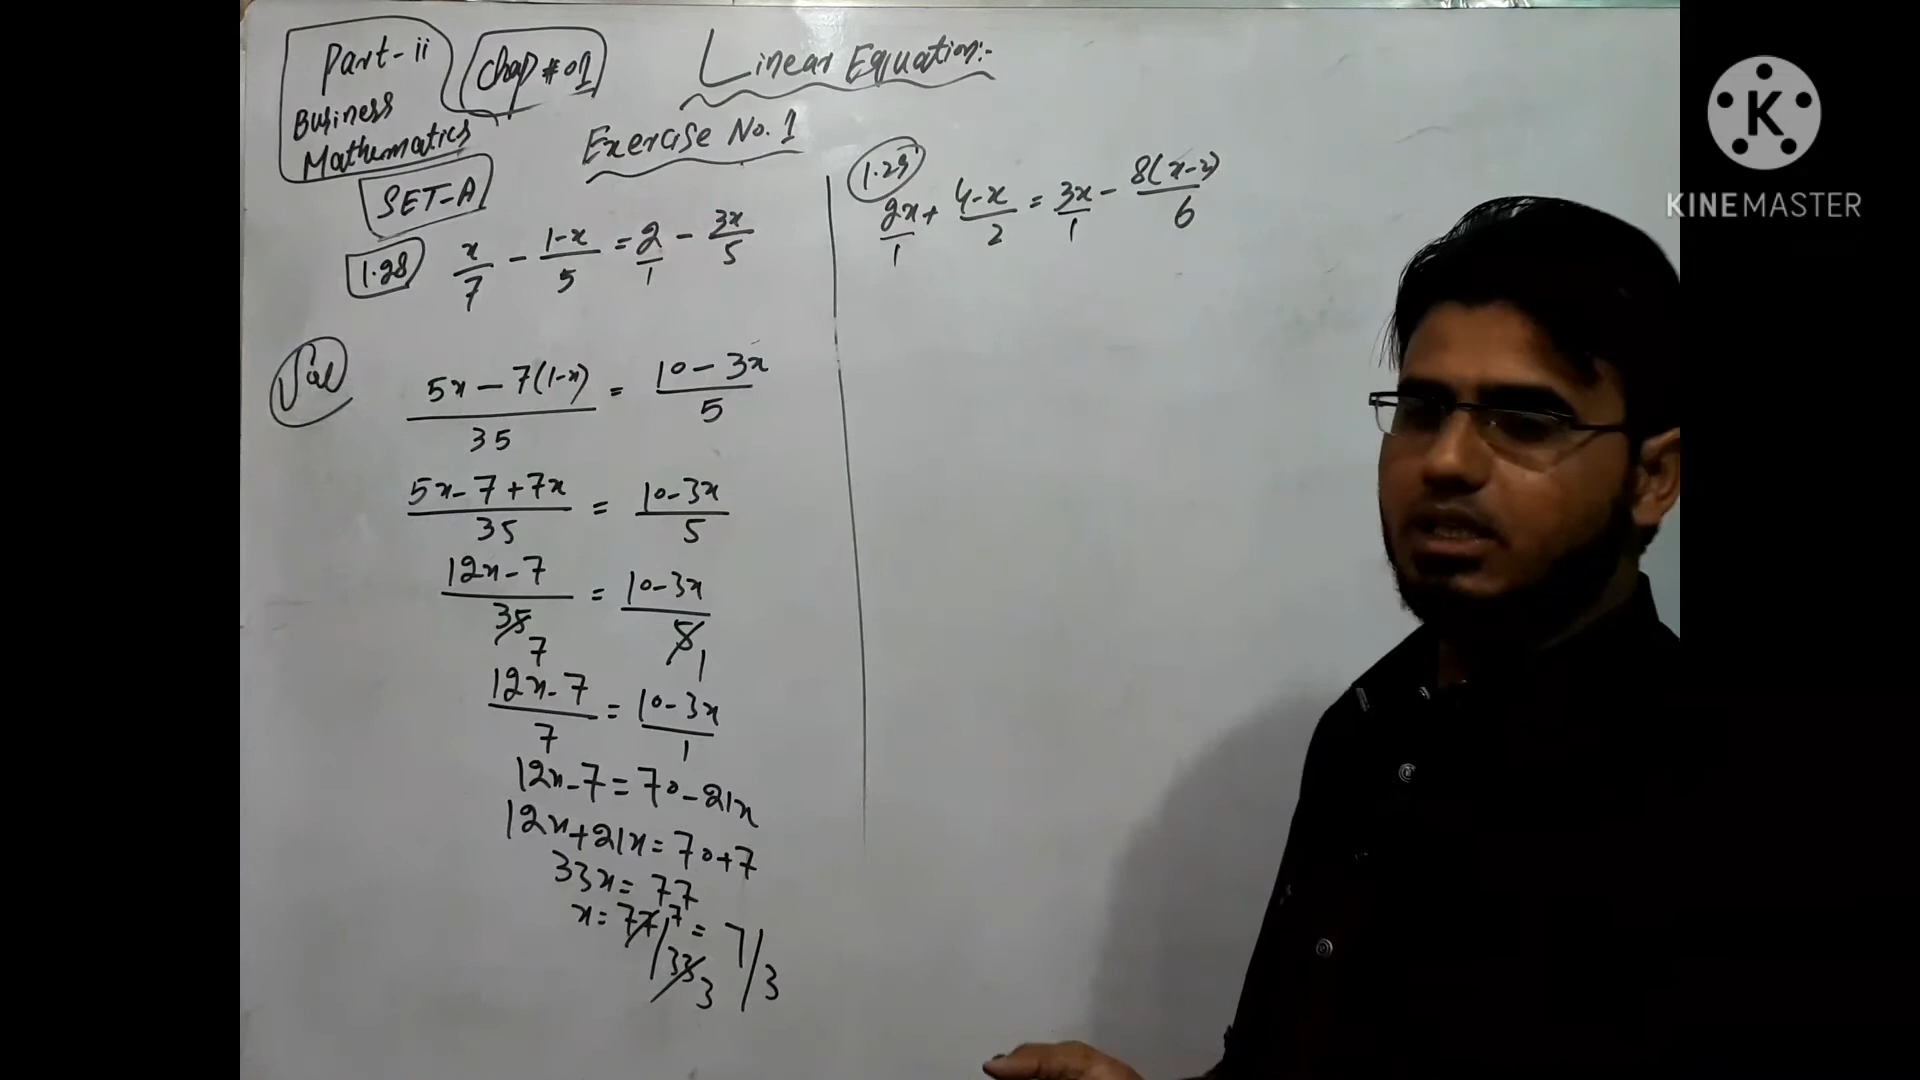 Part-ii
Business
Mathematics
Chap # 01
Linear Equation:-
Exercise No. 1
SET-A
1.28 x/7 - 1-x/5 = 2/1 - 3x/5
Sol
5x - 7(1-x)/35 = 10 - 3x/5
5x - 7 + 7x/35 = 10 - 3x/5
12x - 7/35 7 = 10 - 3x/5 1
12x - 7/7 = 10 - 3x/1
12x - 7 = 70 - 21x
12x + 21x = 70 + 7
33x = 77
x = 77 7/33 3 = 7/3
1.29
2x/1 + 4-x/2 = 3x/1 - 8(x-2)/6
K
KINEMASTER